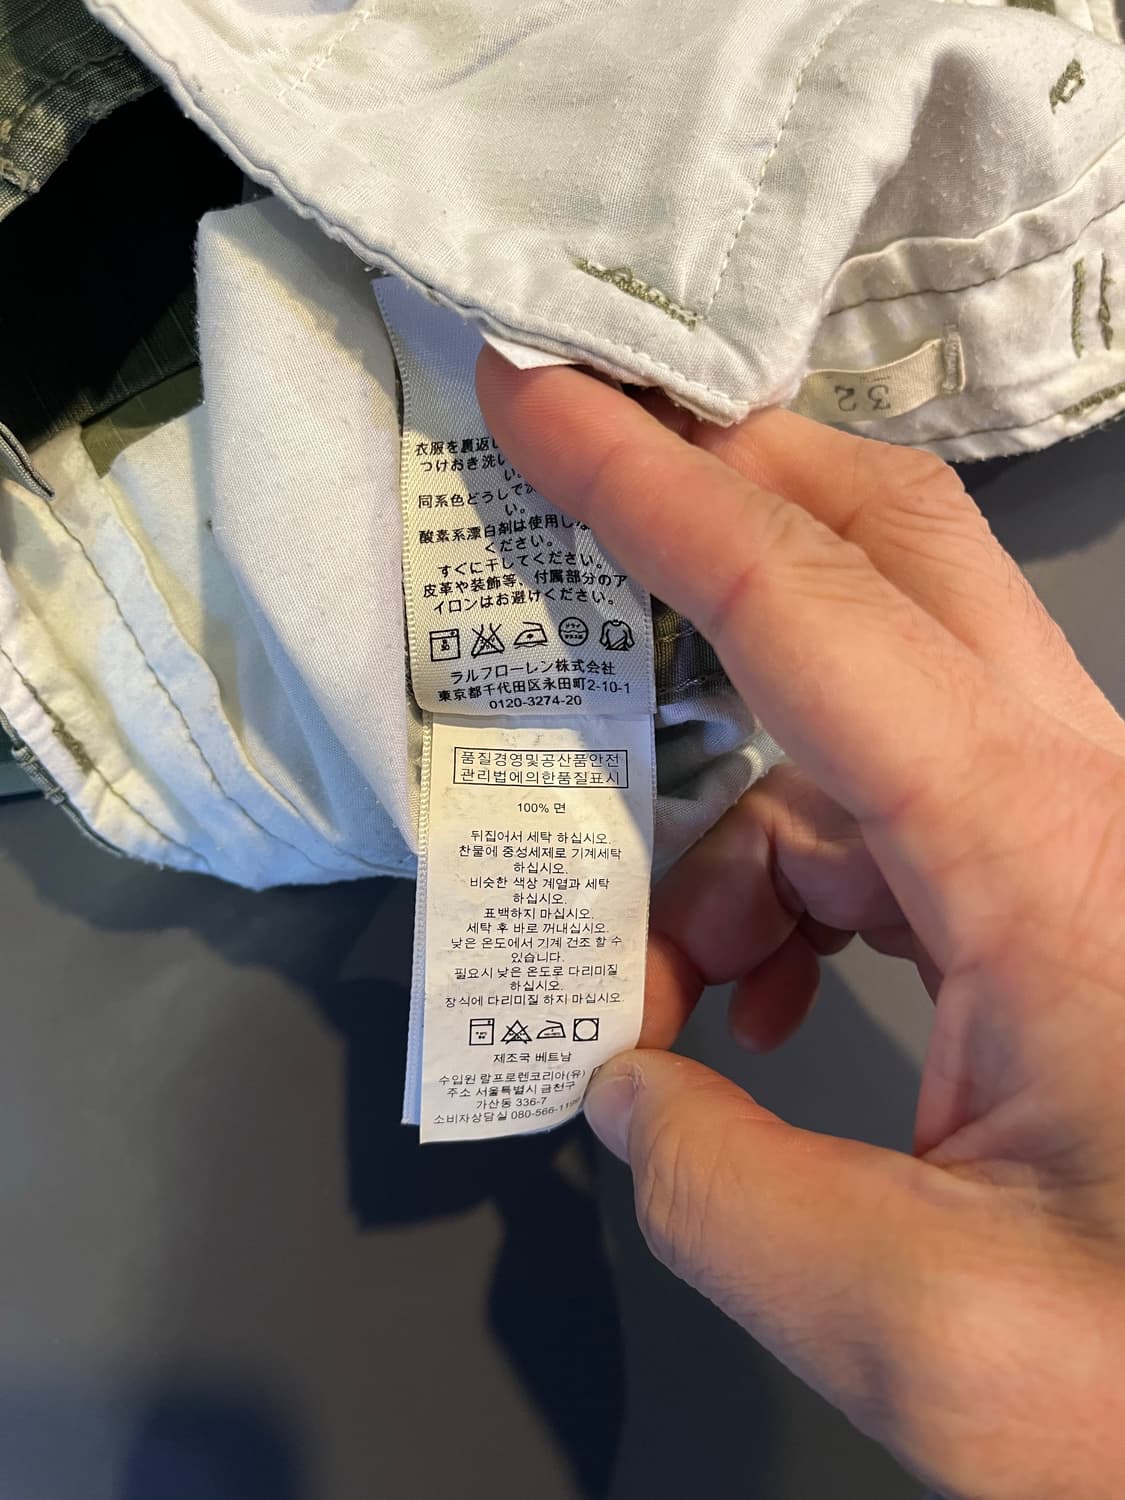 衣服を裏返し
つけおき洗い
い。
同系色どうしで
い。
酸素系漂白剤は使用しな
ください。
すぐに干してください。
皮革や装飾等、付属部分のア
イロンはお避けください。
ラルフローレン株式会社
東京都千代田区永田町2-10-1
0120-3274-20
품질경영및공산품안전
관리법에의한품질표시
100% 면
뒤집어서 세탁 하십시오.
찬물에 중성세제로 기계세탁
하십시오.
비슷한 색상 계열과 세탁
하십시오.
표백하지 마십시오.
세탁 후 바로 꺼내십시오.
낮은 온도에서 기계 건조 할 수
있습니다.
필요시 낮은 온도로 다리미질
하십시오.
장식에 다리미질 하지 마십시오.
제조국 베트남
수입원 랄프로렌코리아(유)
주소 서울특별시 금천구
가산동 336-7
소비자상담실 080-566-11
32